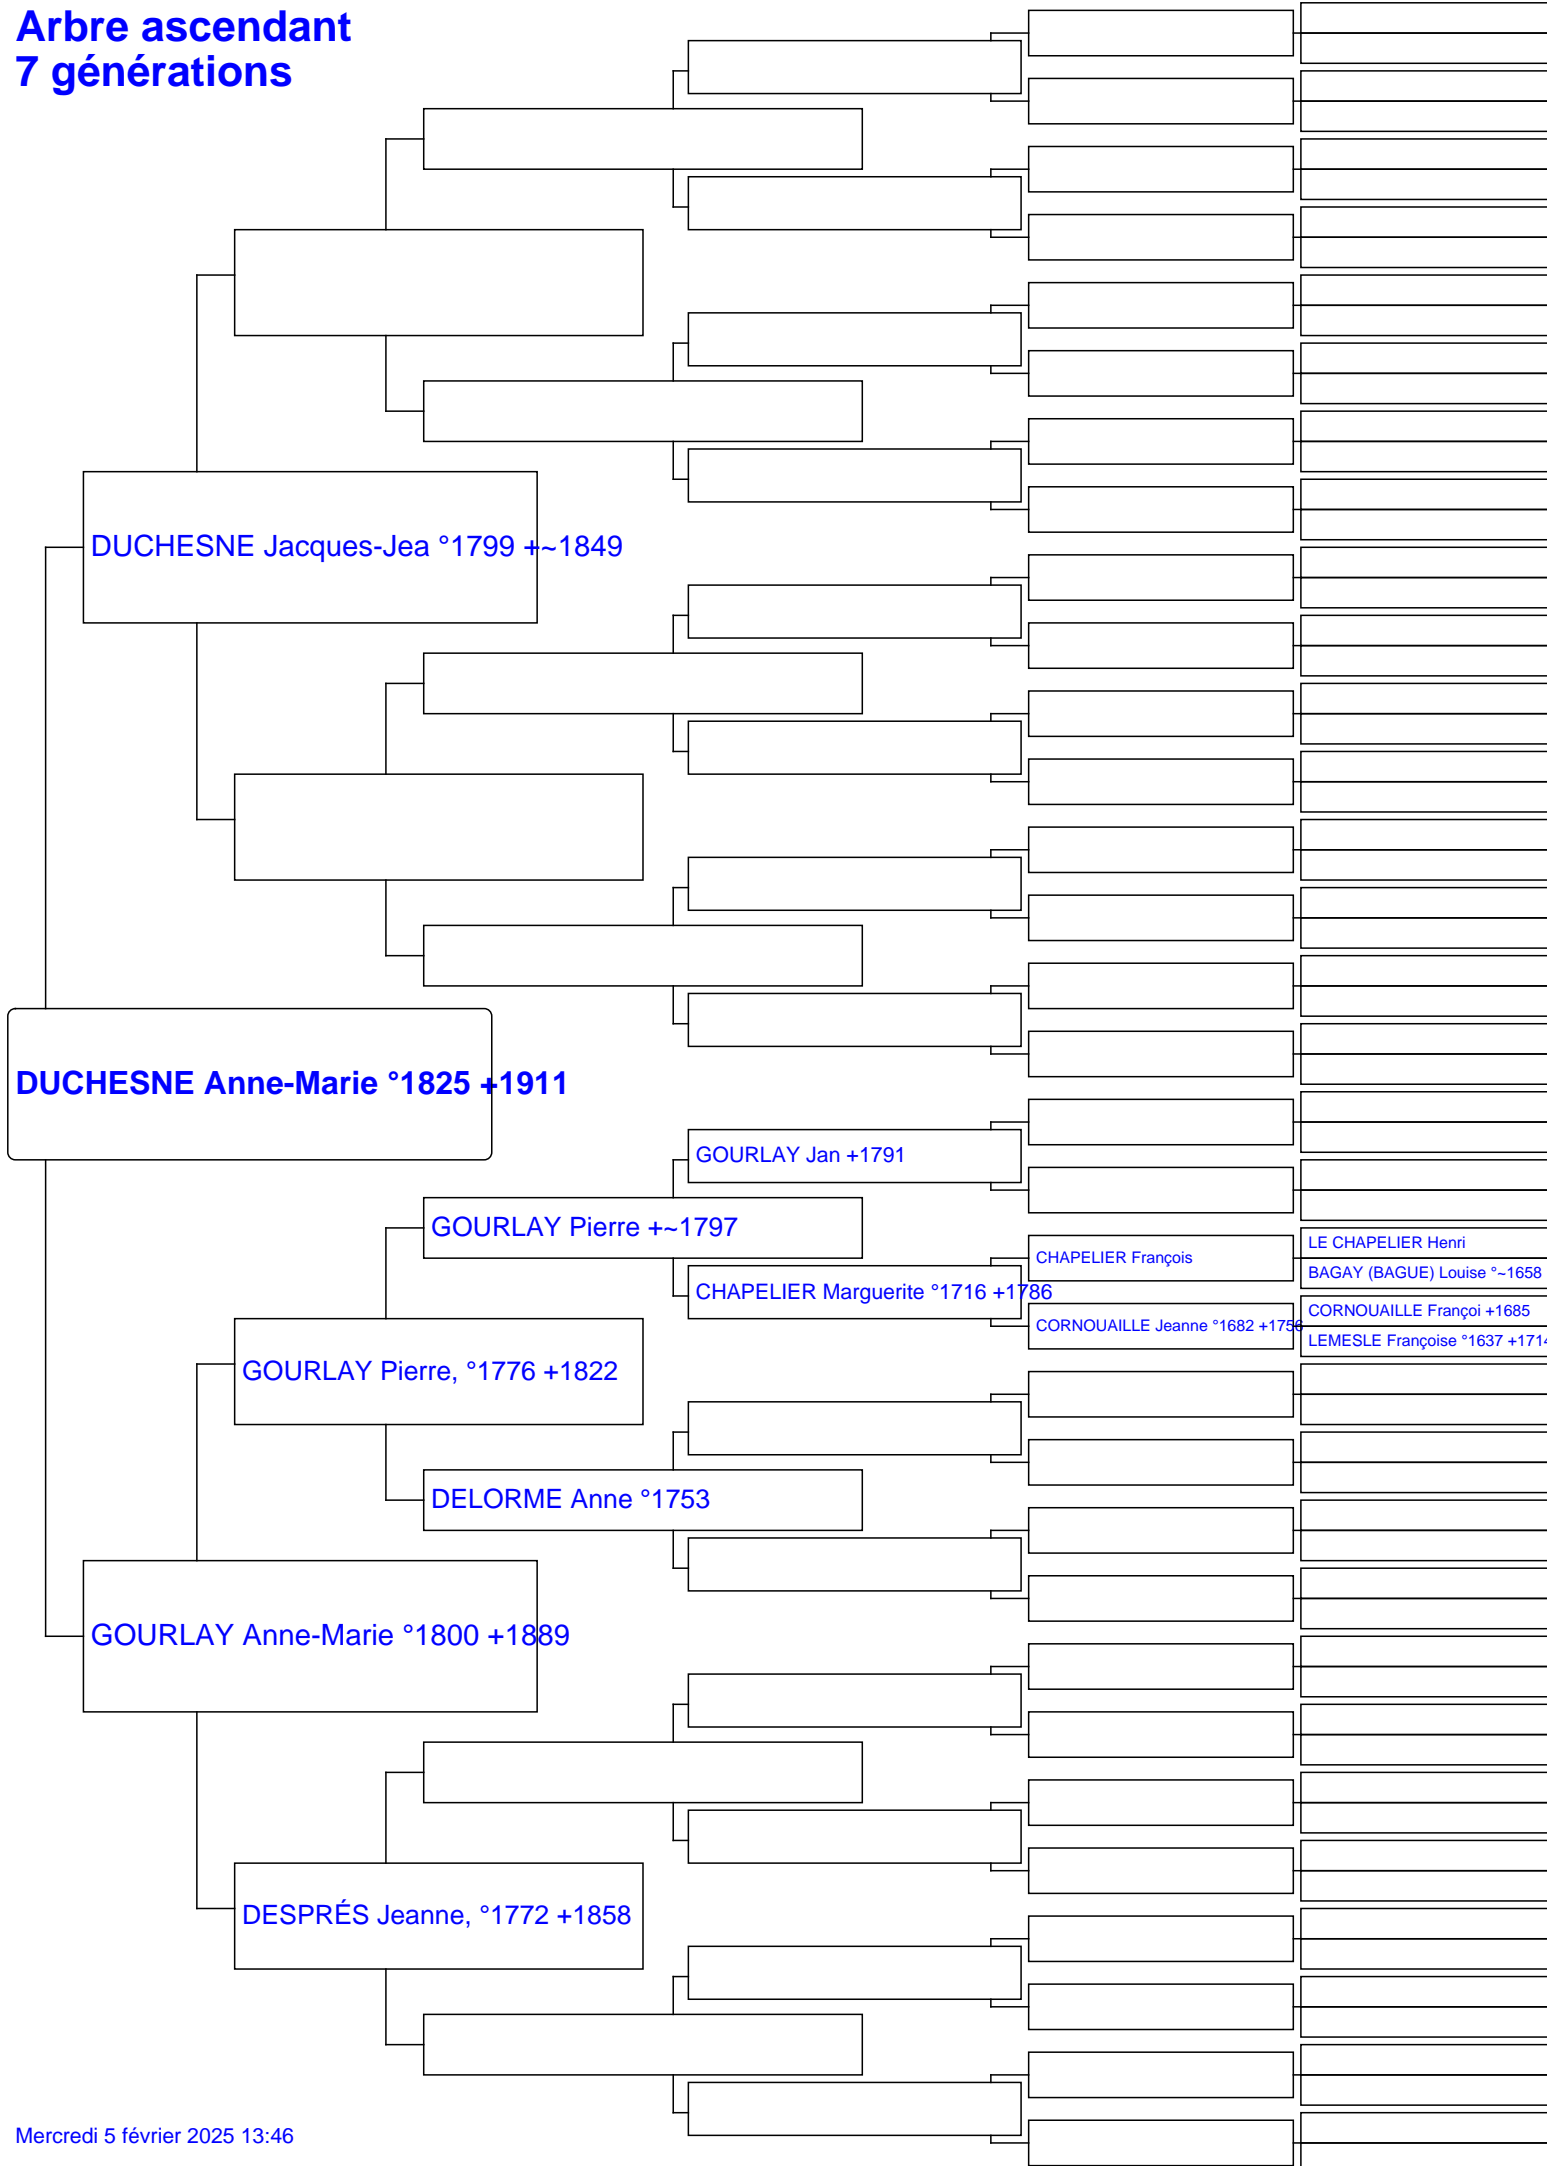 Arbre ascendant
7 générations
DUCHESNE Jacques-Jea °1799 +~1849
DUCHESNE Anne-Marie °1825 +1911
GOURLAY Jan +1791
GOURLAY Pierre +~1797
CHAPELIER François
LE CHAPELIER Henri
BAGAY (BAGUE) Louise °~1658
CHAPELIER Marguerite °1716 +1786
CORNOUAILLE Jeanne °1682 +1756
CORNOUAILLE Françoi +1685
LEMESLE Françoise °1637 +1714
GOURLAY Pierre, °1776 +1822
DELORME Anne °1753
GOURLAY Anne-Marie °1800 +1889
DESPRÉS Jeanne, °1772 +1858
Mercredi 5 février 2025 13:46